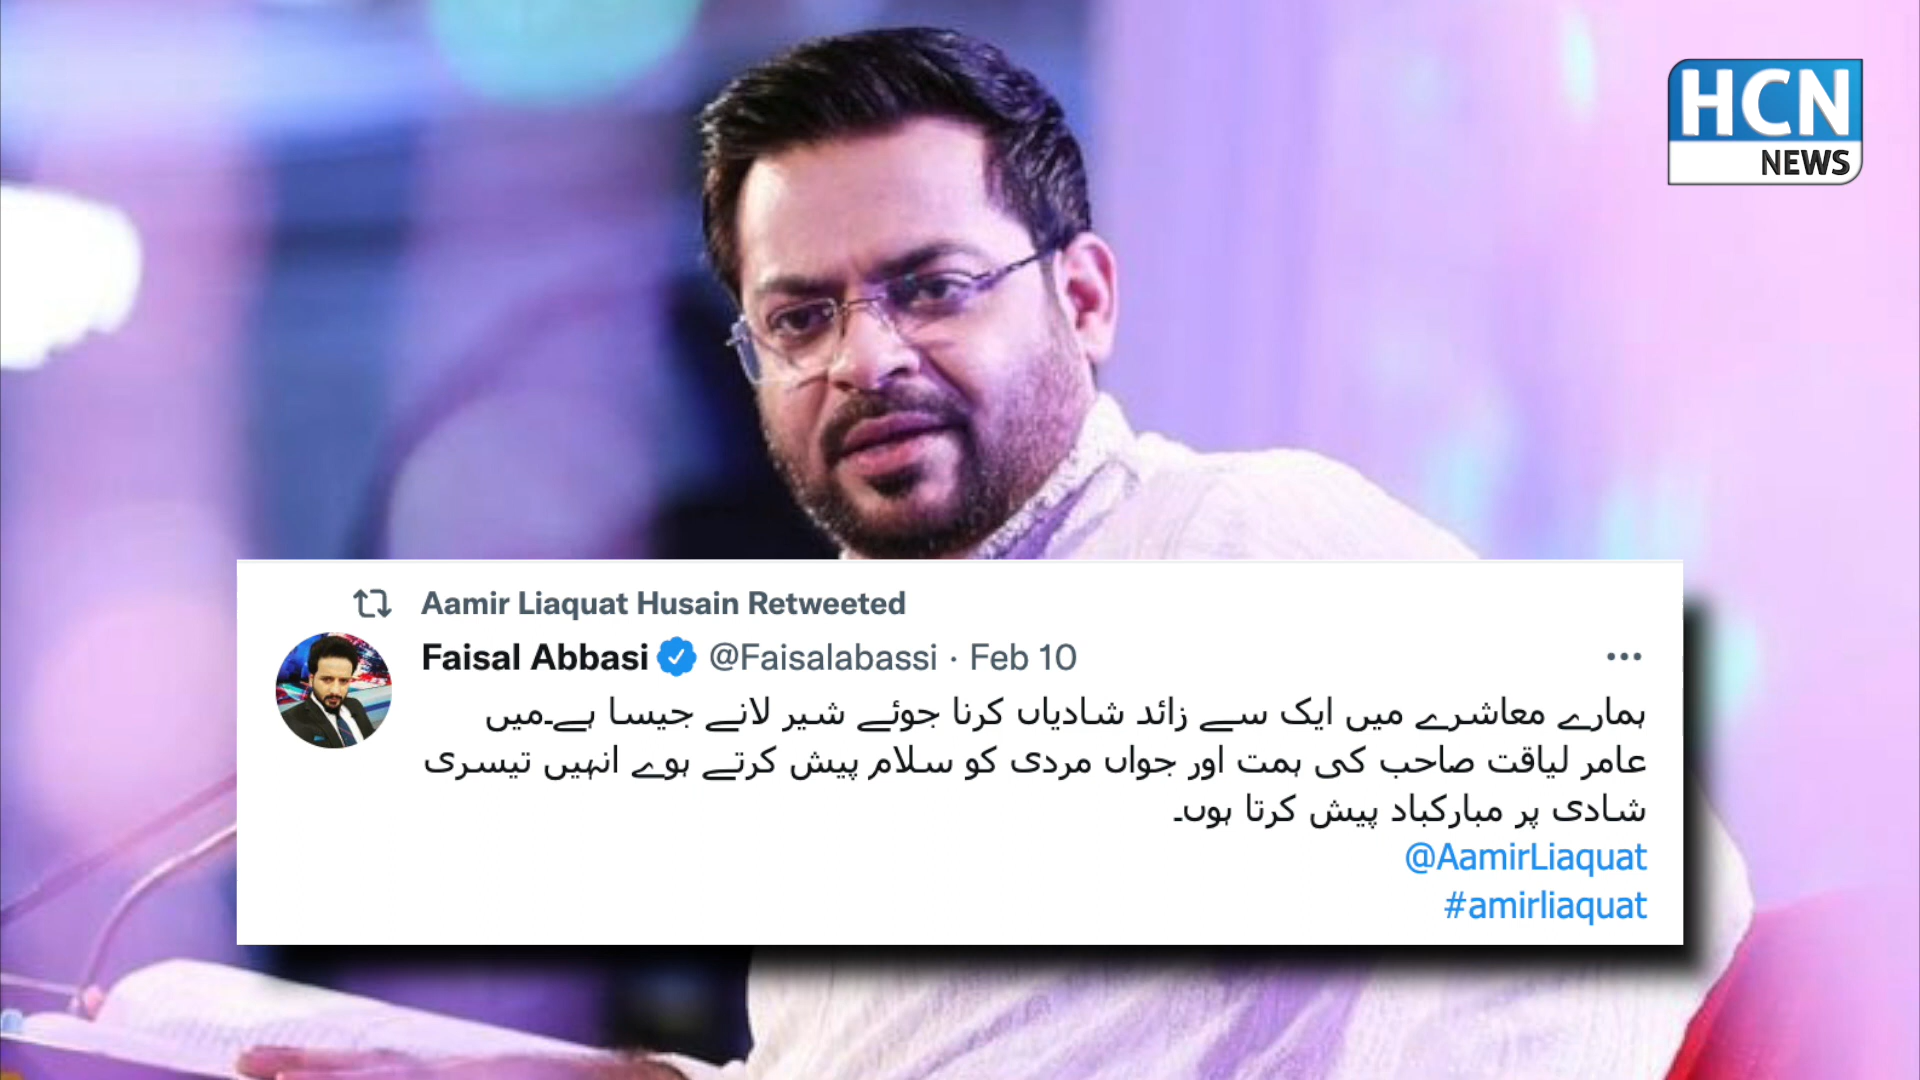 HCN
NEWS
Aamir Liaquat Husain Retweeted
Faisal Abbasi @Faisalabassi · Feb 10
ہمارے معاشرے میں ایک سے زائد شادیاں کرنا جوئے شیر لانے جیسا ہے۔میں
عامر لیاقت صاحب کی ہمت اور جواں مردی کو سلام پیش کرتے ہوے انہیں تیسری
شادی پر مبارکباد پیش کرتا ہوں۔
@AamirLiaquat
#amirliaquat